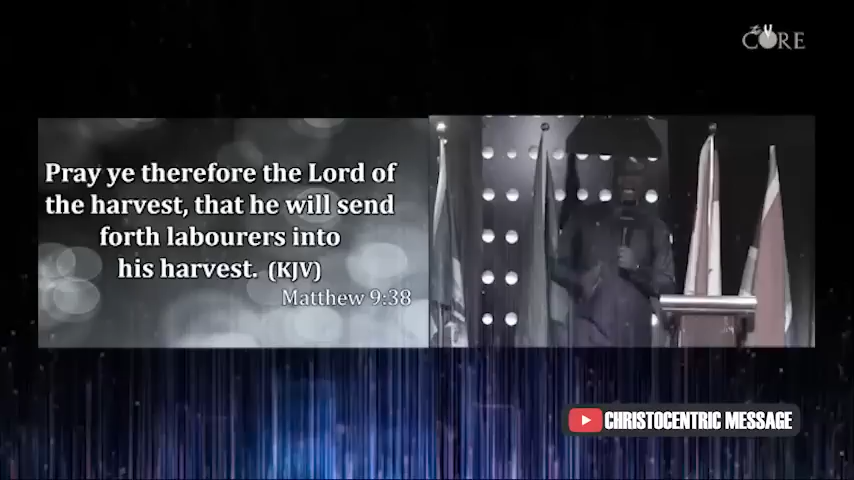 CORE
Pray ye therefore the Lord of
the harvest, that he will send
forth labourers into
his harvest. (KJV)
Matthew 9:38
CHRISTOCENTRIC MESSAGE